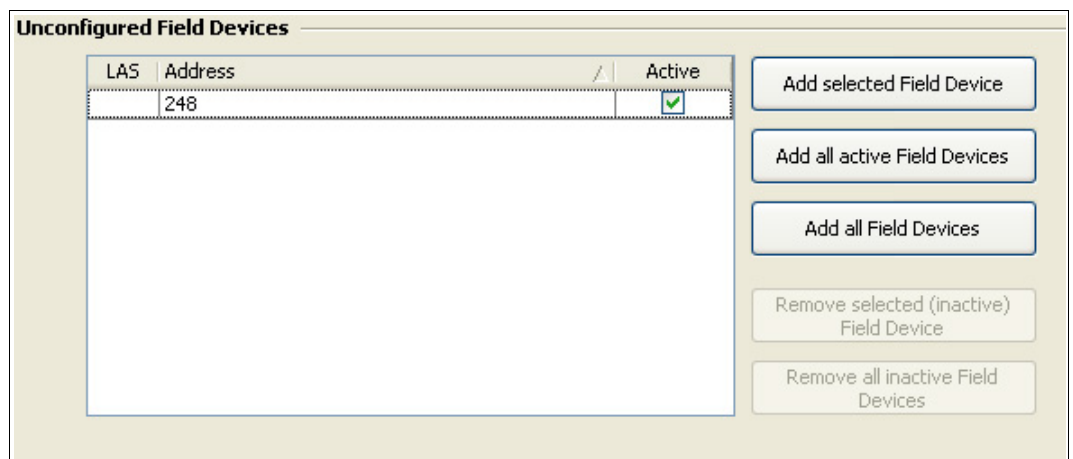 Unconfigured Field Devices
LAS Address Active
248
Add selected Field Device
Add all active Field Devices
Add all Field Devices
Remove selected (inactive)
Field Device
Remove all inactive Field
Devices